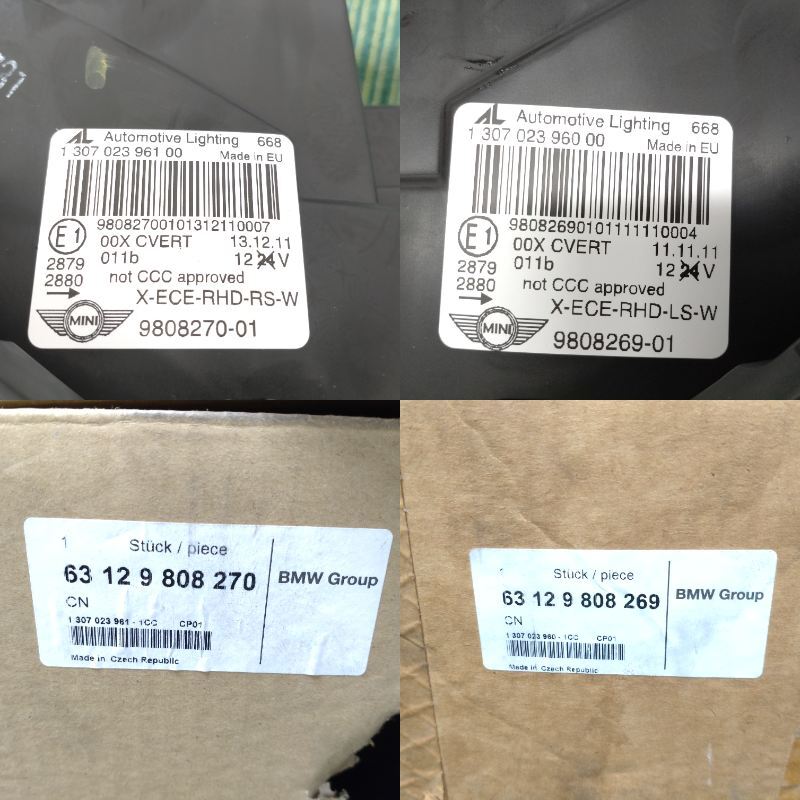 AL Automotive Lighting 668
1 307 023 961 00 Made in EU
98082700101312110007
E1 00X CVERT 13.12.11
2879 011b 12 24 V
2880 not CCC approved
X-ECE-RHD-RS-W
MINI 9808270-01
AL Automotive Lighting 668
1 307 023 960 00 Made in EU
98082690101111110004
E1 00X CVERT 11.11.11
2879 011b 12 24 V
2880 not CCC approved
X-ECE-RHD-LS-W
MINI 9808269-01
1 Stück / piece
63 12 9 808 270 BMW Group
CN
1 307 023 961 - 1CC CP01
Made in Czech Republic
Stück / piece
63 12 9 808 269 BMW Group
CN
1 307 023 960 - 1CC CP01
Made in Czech Republic